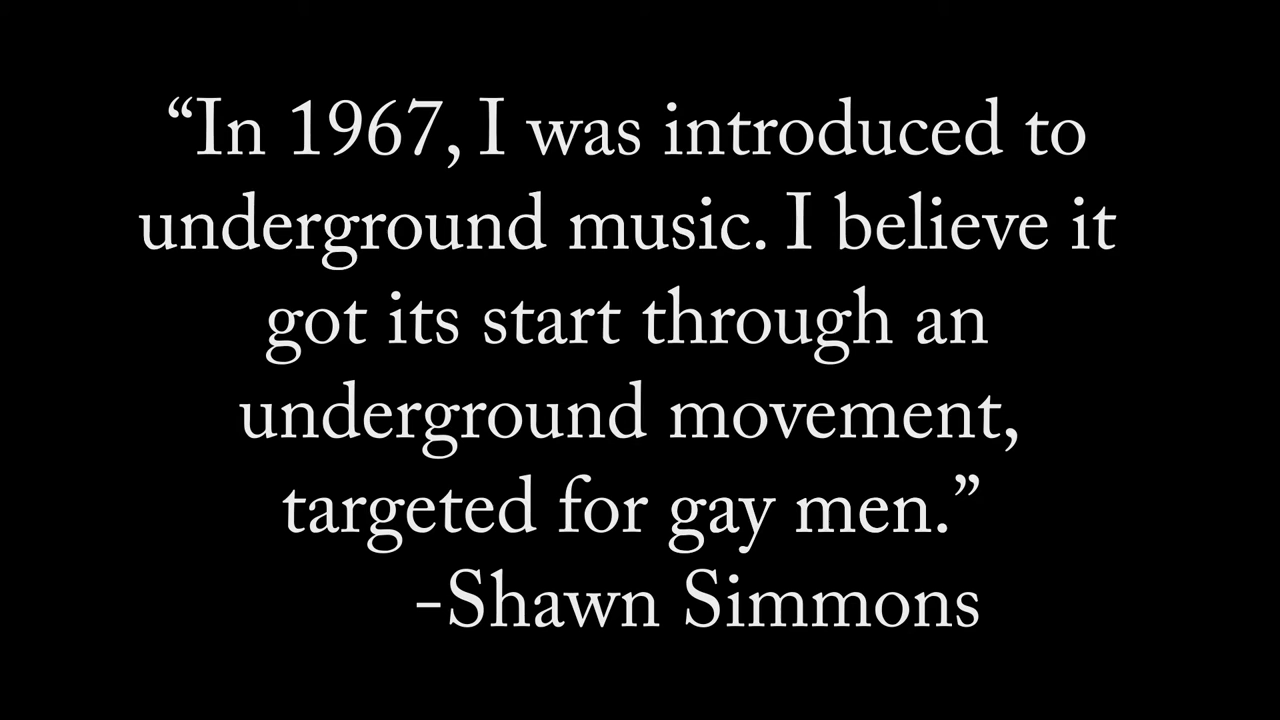 “In 1967, I was introduced to
underground music. I believe it
got its start through an
underground movement,
targeted for gay men.”
-Shawn Simmons